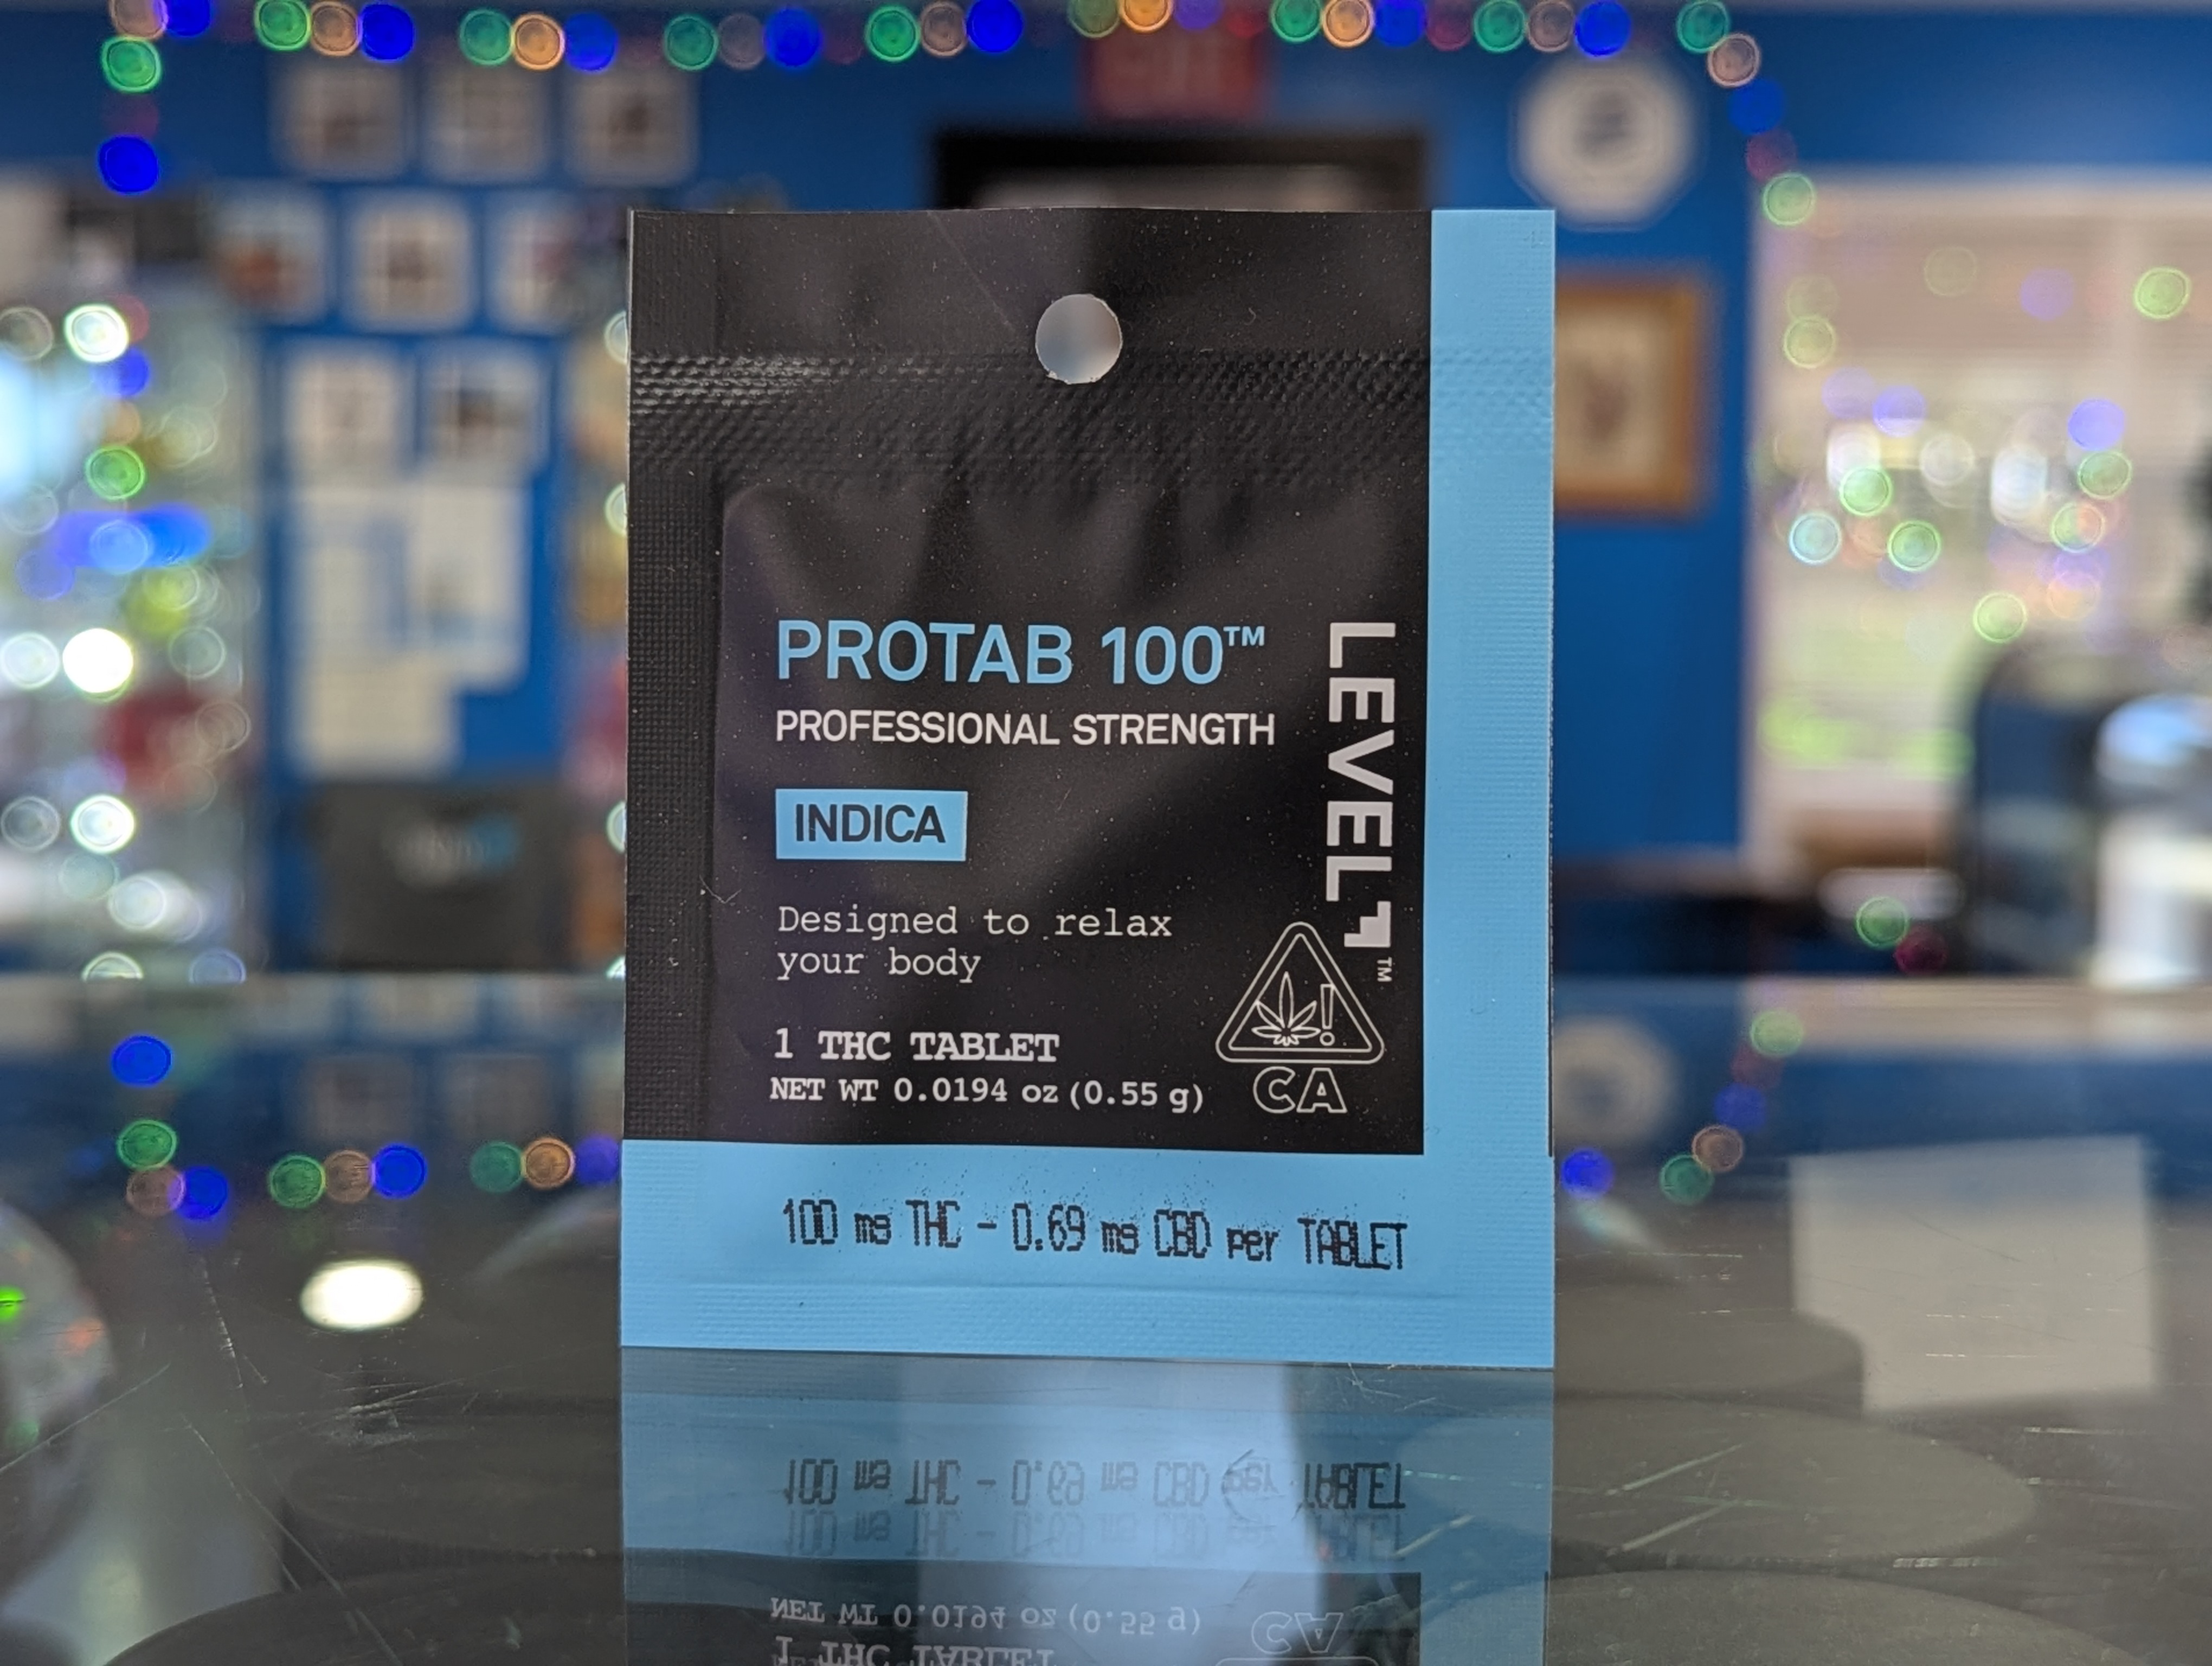 PROTAB 100™
PROFESSIONAL STRENGTH
INDICA
Designed to relax
your body
1 THC TABLET
NET WT 0.0194 oz (0.55 g)
LEVEL™
CA
100 mg THC - 0.69 mg CBD per TABLET